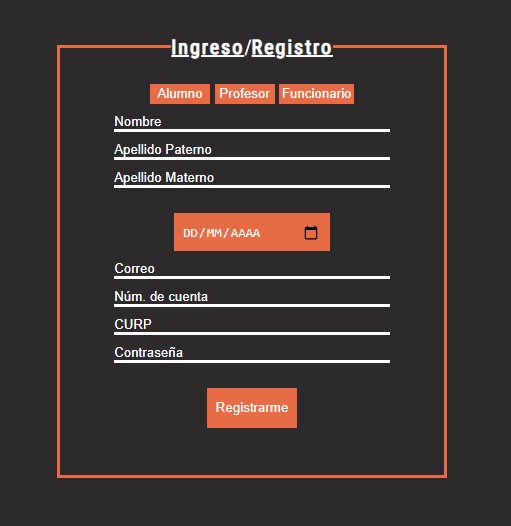 Ingreso/Registro
Alumno Profesor Funcionario
Nombre
Apellido Paterno
Apellido Materno
DD/MM/AAAA
Correo
Núm. de cuenta
CURP
Contraseña
Registrarme